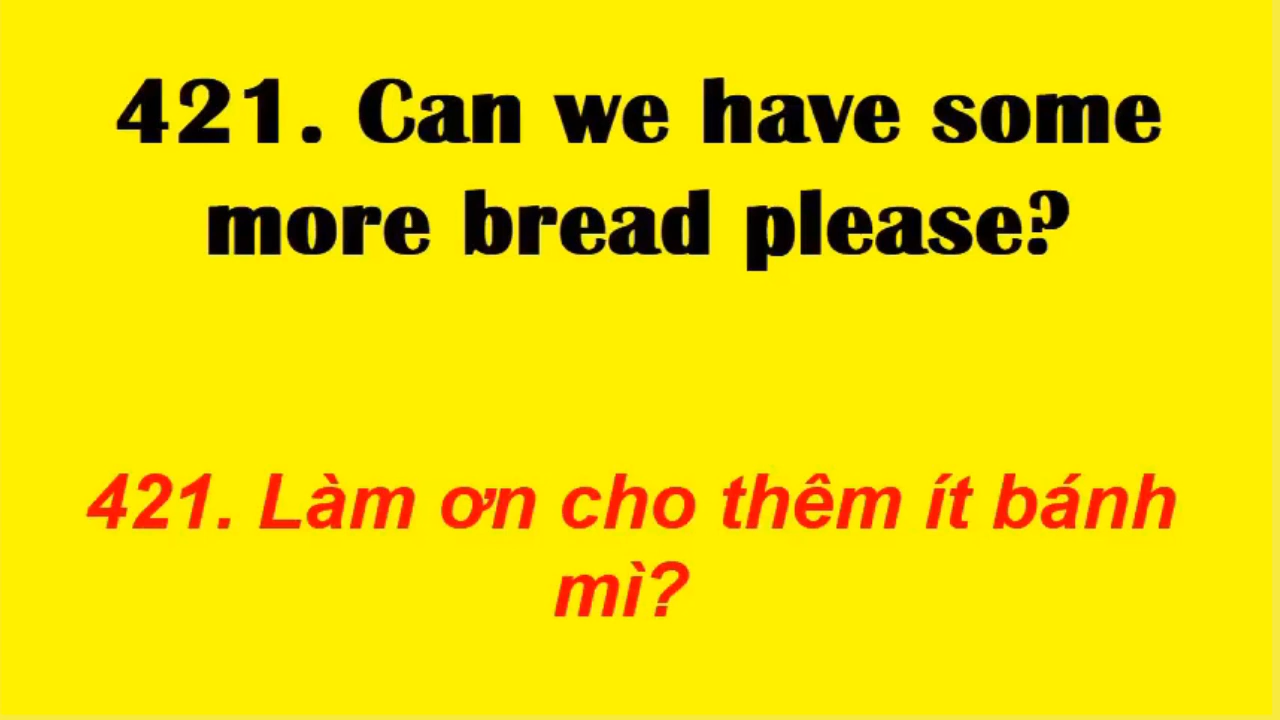 421. Can we have some
more bread please?
421. Làm ơn cho thêm ít bánh
mì?